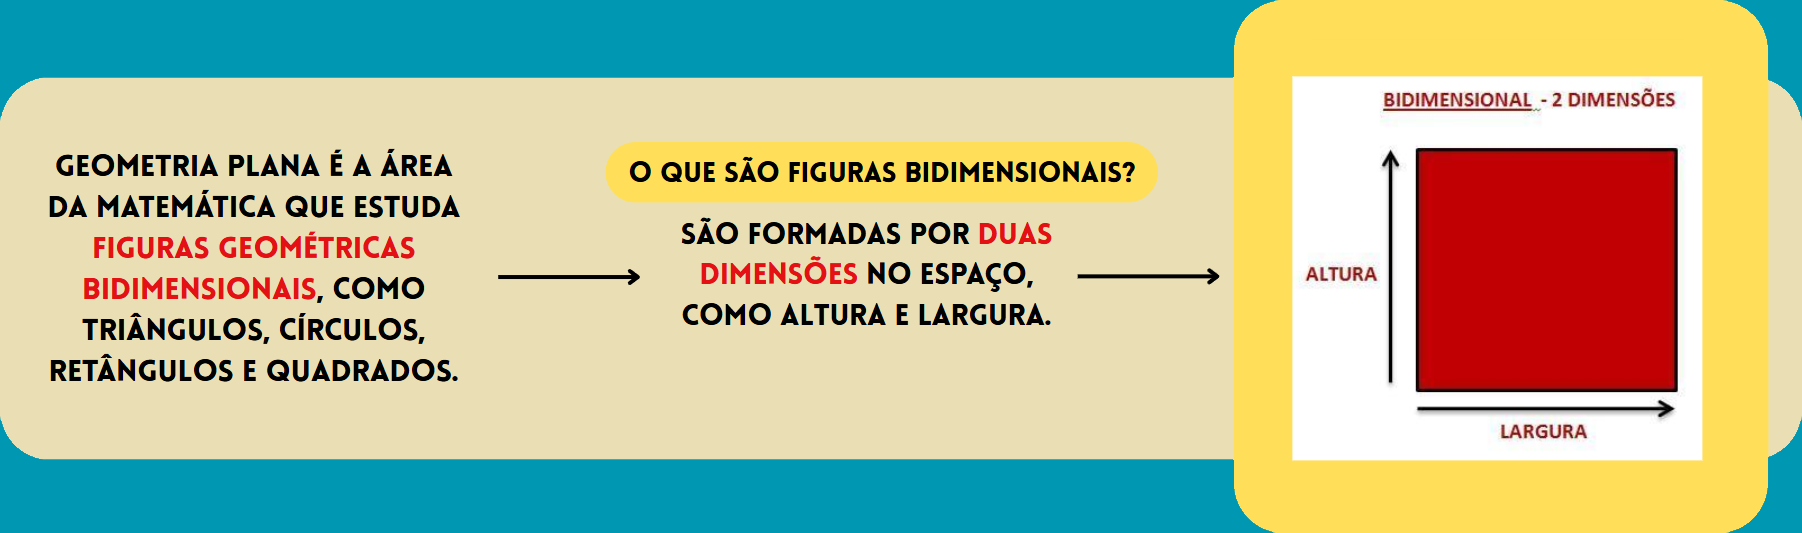 GEOMETRIA PLANA É A ÁREA
DA MATEMÁTICA QUE ESTUDA
FIGURAS GEOMÉTRICAS
BIDIMENSIONAIS, COMO
TRIÂNGULOS, CÍRCULOS,
RETÂNGULOS E QUADRADOS.
O QUE SÃO FIGURAS BIDIMENSIONAIS?
SÃO FORMADAS POR DUAS
DIMENSÕES NO ESPAÇO,
COMO ALTURA E LARGURA.
BIDIMENSIONAL - 2 DIMENSÕES
ALTURA
LARGURA